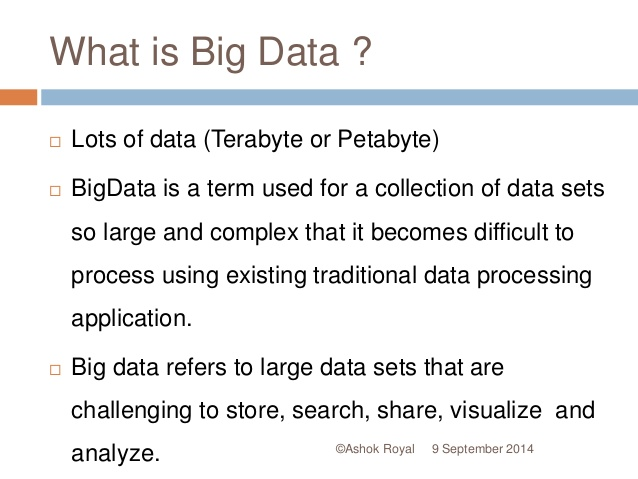 What is Big Data ?
Lots of data (Terabyte or Petabyte)
BigData is a term used for a collection of data sets
so large and complex that it becomes difficult to
process using existing traditional data processing
application.
Big data refers to large data sets that are
challenging to store, search, share, visualize  and
analyze.
©Ashok Royal 9 September 2014